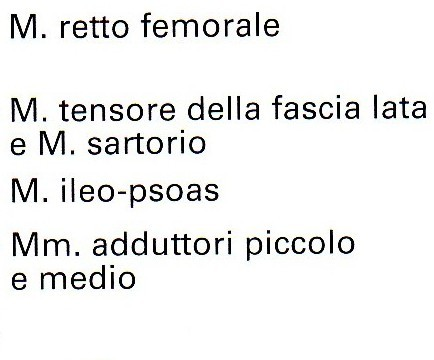 M. retto femorale
M. tensore della fascia lata
e M. sartorio
M. ileo-psoas
Mm. adduttori piccolo
e medio